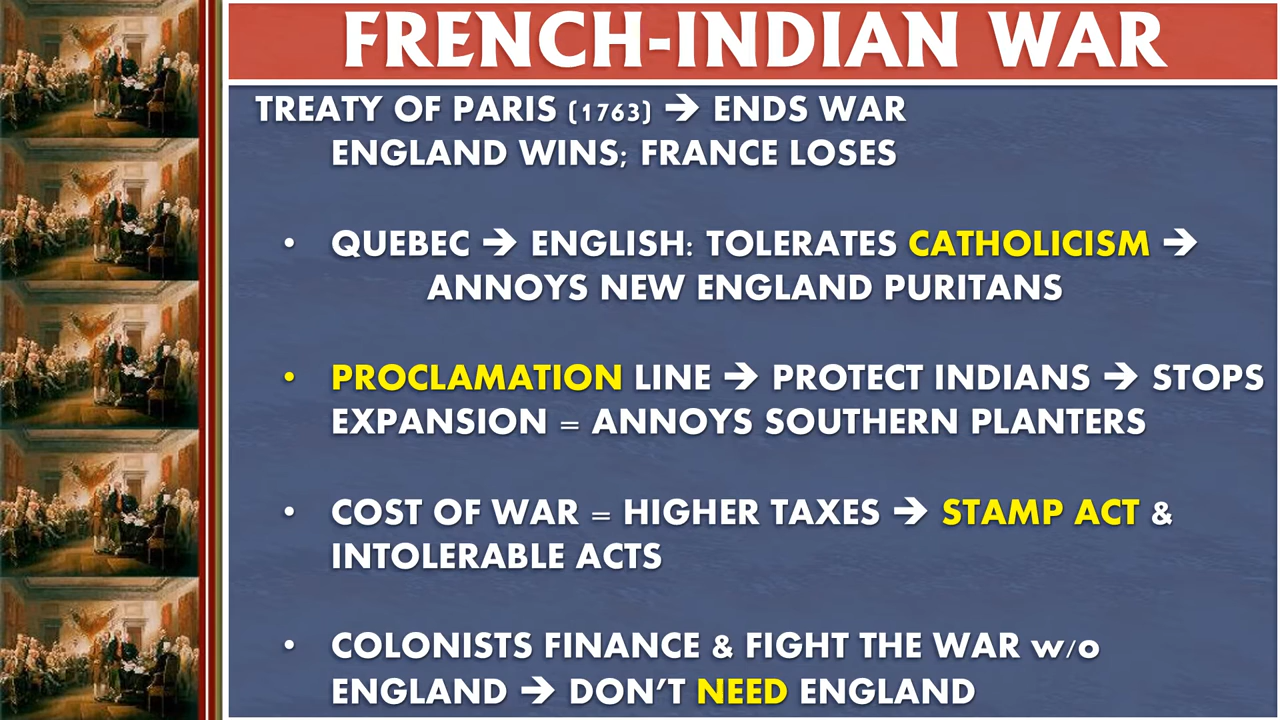 FRENCH-INDIAN WAR
TREATY OF PARIS (1763) ➔ ENDS WAR
ENGLAND WINS; FRANCE LOSES
• QUEBEC ➔ ENGLISH: TOLERATES CATHOLICISM ➔
ANNOYS NEW ENGLAND PURITANS
• PROCLAMATION LINE ➔ PROTECT INDIANS ➔ STOPS
EXPANSION = ANNOYS SOUTHERN PLANTERS
• COST OF WAR = HIGHER TAXES ➔ STAMP ACT &
INTOLERABLE ACTS
• COLONISTS FINANCE & FIGHT THE WAR w/o
ENGLAND ➔ DON'T NEED ENGLAND